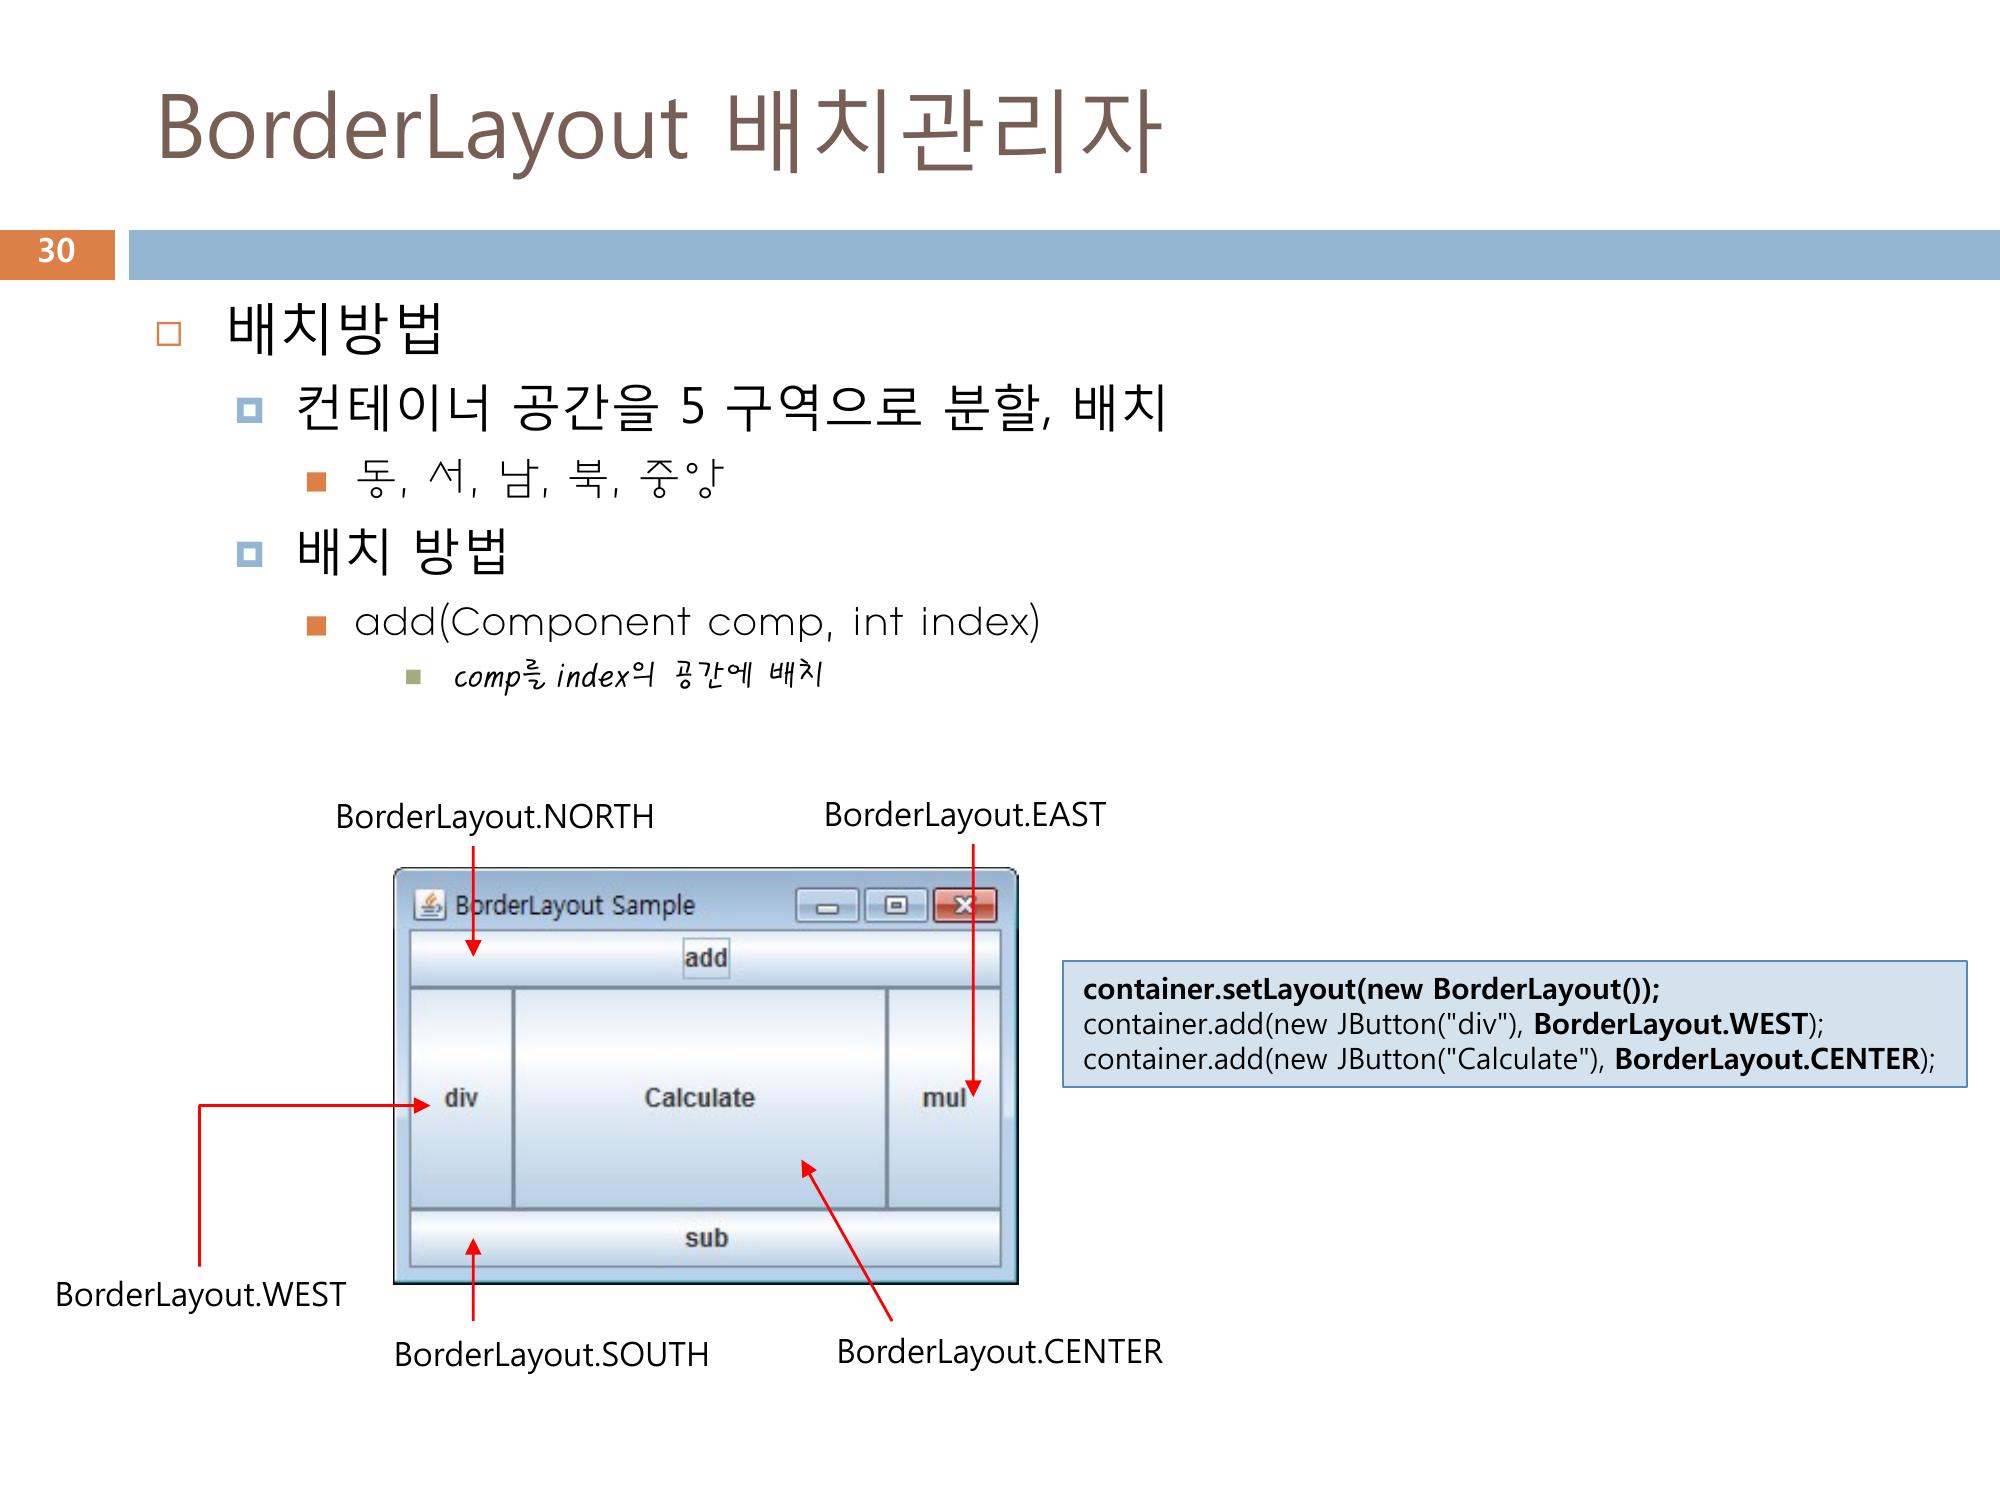 BorderLayout 배치관리자
30
배치방법
컨테이너 공간을 5 구역으로 분할, 배치
동, 서, 남, 북, 중앙
배치 방법
add(Component comp, int index)
comp를 index의 공간에 배치
BorderLayout.NORTH
BorderLayout.EAST
BorderLayout Sample
add
container.setLayout(new BorderLayout());
container.add(new JButton("div"), BorderLayout.WEST);
container.add(new JButton("Calculate"), BorderLayout.CENTER);
div
Calculate
mul
sub
BorderLayout.WEST
BorderLayout.SOUTH
BorderLayout.CENTER